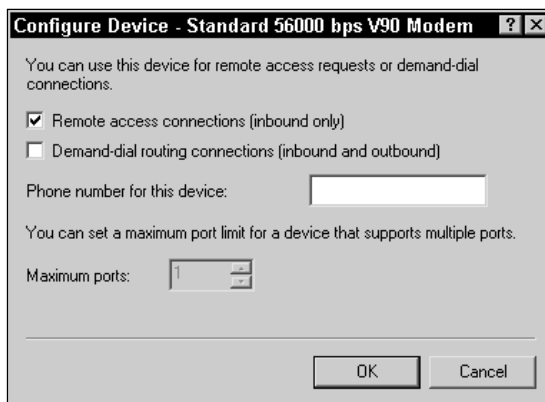 Configure Device - Standard 56000 bps V90 Modem ? X
You can use this device for remote access requests or demand-dial
connections.
Remote access connections (inbound only)
Demand-dial routing connections (inbound and outbound)
Phone number for this device:
You can set a maximum port limit for a device that supports multiple ports.
Maximum ports: 1
OK Cancel